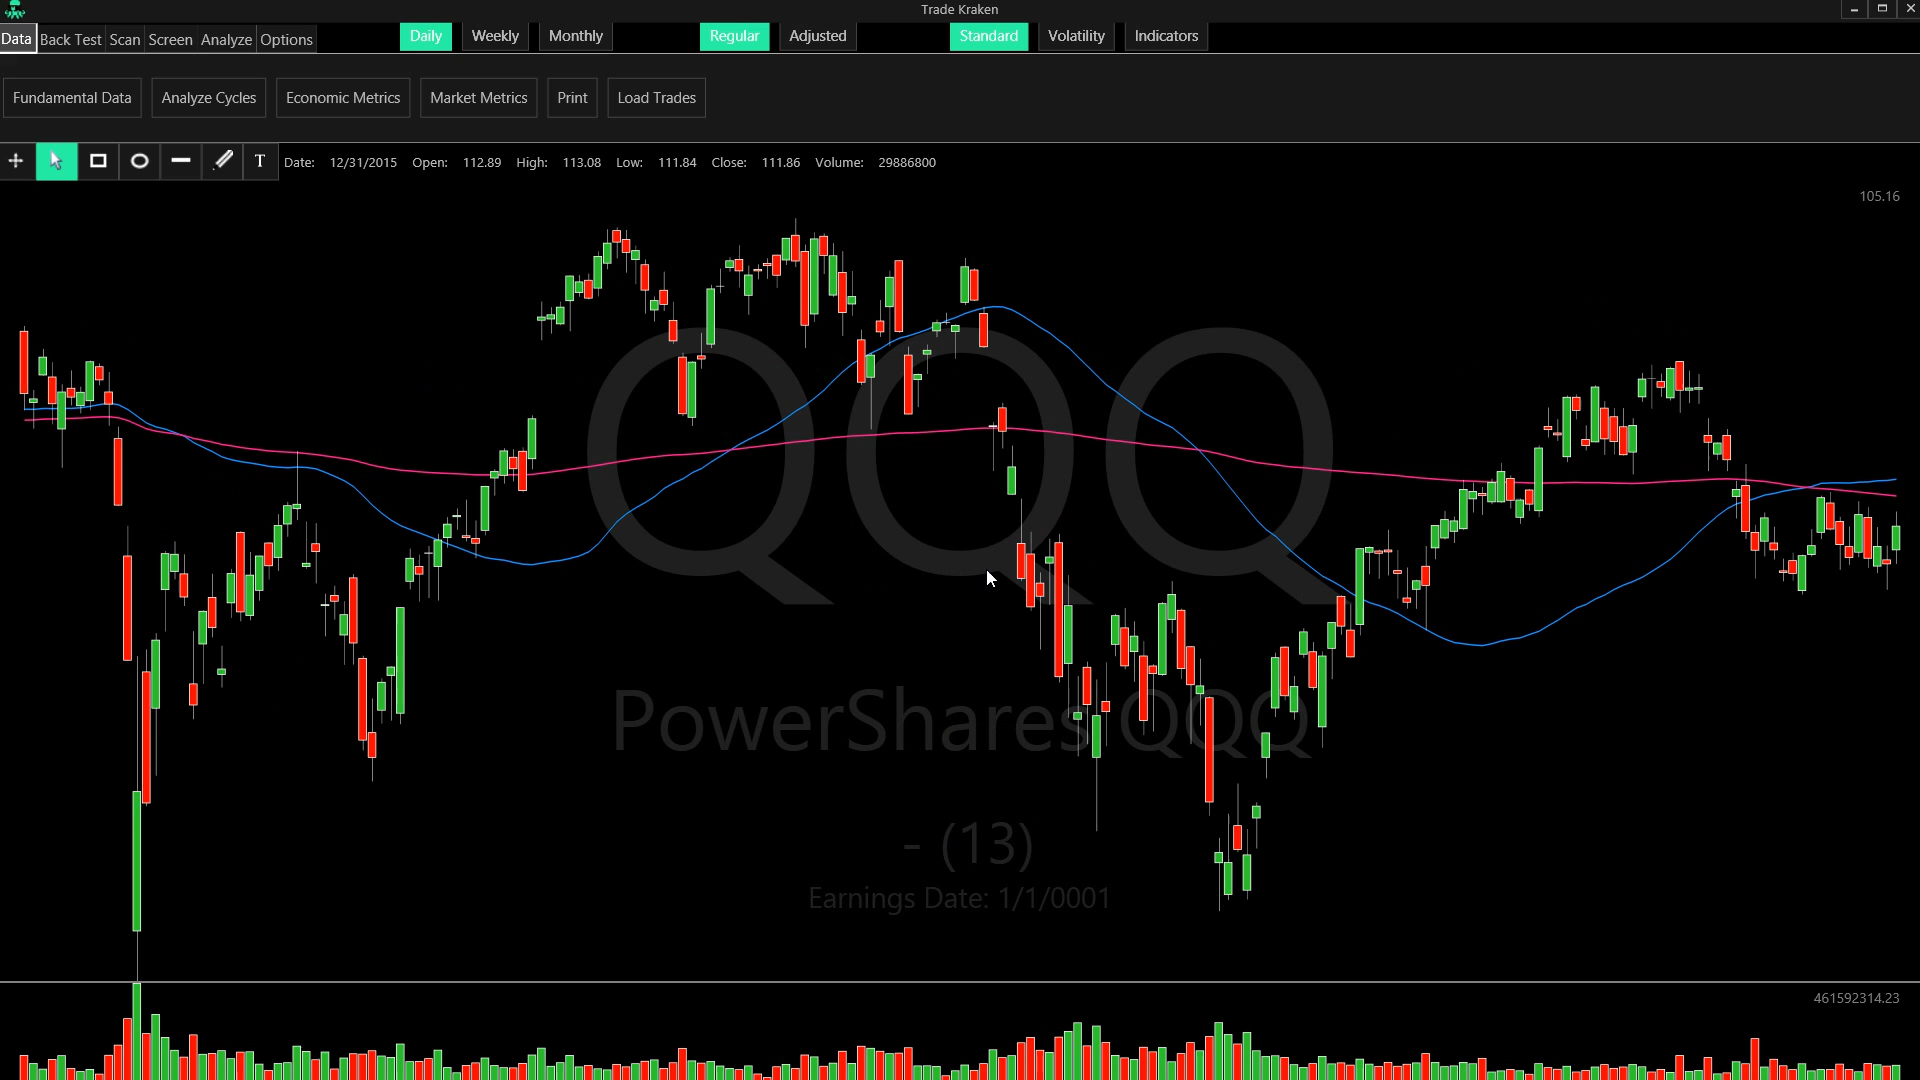 Trade Kraken
Data Back Test Scan Screen Analyze Options Daily Weekly Monthly Regular Adjusted Standard Volatility Indicators
Fundamental Data Analyze Cycles Economic Metrics Market Metrics Print Load Trades
T Date: 12/31/2015 Open: 112.89 High: 113.08 Low: 111.84 Close: 111.86 Volume: 29886800
105.16
QQQ
PowerShares QQQ
- (13)
Earnings Date: 1/1/0001
461592314.23